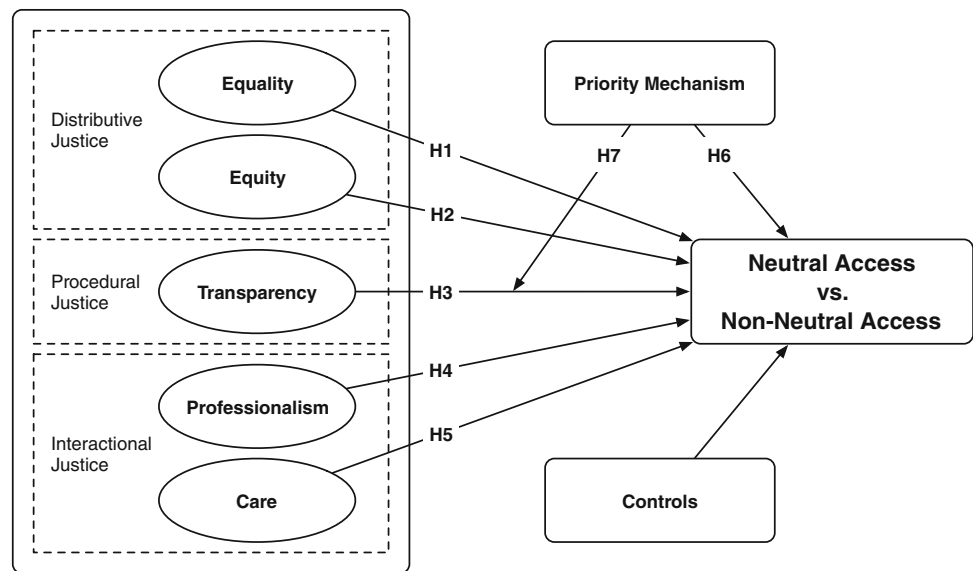 Distributive
Justice
Equality
Equity
H1
H2
Procedural
Justice
Transparency
H3
Interactional
Justice
Professionalism
Care
H4
H5
Priority Mechanism
H7
H6
Neutral Access
vs.
Non-Neutral Access
Controls